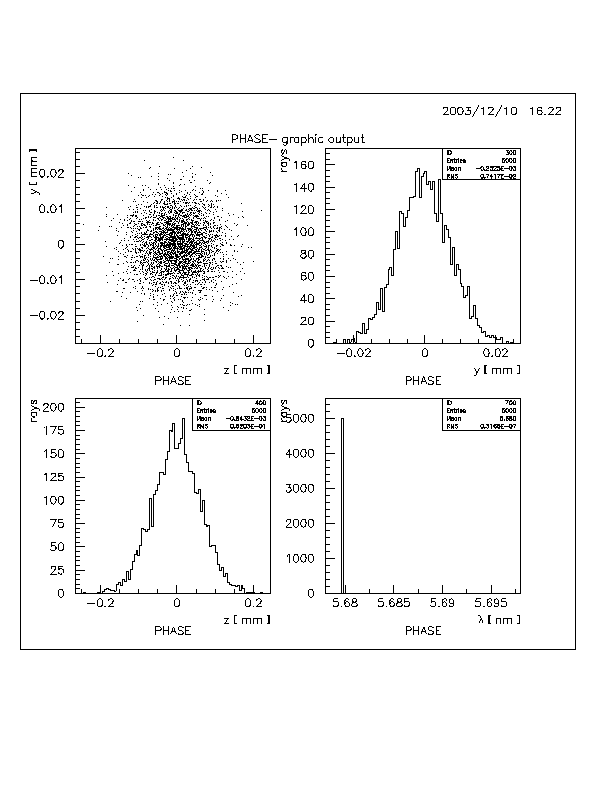 2003/12/10 16.22
PHASE— graphic output
y [ mm ]
0.02
0.01
0
−0.01
−0.02
−0.2
0
0.2
z [ mm ]
PHASE
rays
160
140
120
100
80
60
40
20
0
ID 300
Entries 5000
Mean
RMS 0.7417E-02
−0.02
0
0.02
y [ mm ]
PHASE
rays
200
175
150
125
100
75
50
25
0
ID 400
Entries 5000
Mean
RMS
−0.2
0
0.2
z [ mm ]
PHASE
rays
5000
4000
3000
2000
1000
0
ID 700
Entries 5000
Mean 5.680
RMS
5.68
5.685
5.69
5.695
λ [ nm ]
PHASE